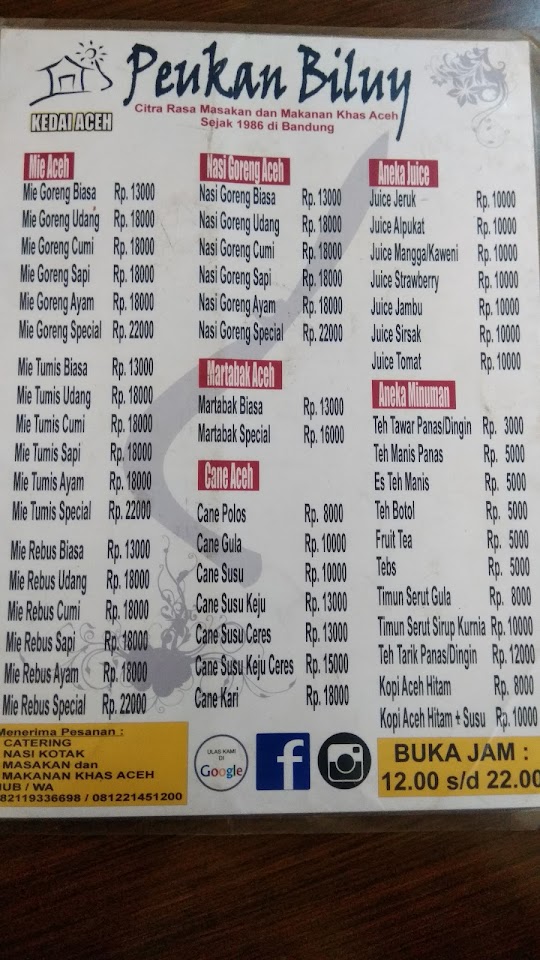 Peukan Biluy
KEDAI ACEH
Citra Rasa Masakan dan Makanan Khas Aceh
Sejak 1986 di Bandung
Mie Aceh
Mie Goreng Biasa Rp. 13000
Mie Goreng Udang Rp. 18000
Mie Goreng Cumi Rp. 18000
Mie Goreng Sapi Rp. 18000
Mie Goreng Ayam Rp. 18000
Mie Goreng Special Rp. 22000
Mie Tumis Biasa Rp. 13000
Mie Tumis Udang Rp. 18000
Mie Tumis Cumi Rp. 18000
Mie Tumis Sapi Rp. 18000
Mie Tumis Ayam Rp. 18000
Mie Tumis Special Rp. 22000
Mie Rebus Biasa Rp. 13000
Mie Rebus Udang Rp. 18000
Mie Rebus Cumi Rp. 18000
Mie Rebus Sapi Rp. 18000
Mie Rebus Ayam Rp. 18000
Mie Rebus Special Rp. 22000
Nasi Goreng Aceh
Nasi Goreng Biasa Rp. 13000
Nasi Goreng Udang Rp. 18000
Nasi Goreng Cumi Rp. 18000
Nasi Goreng Sapi Rp. 18000
Nasi Goreng Ayam Rp. 18000
Nasi Goreng Special Rp. 22000
Martabak Aceh
Martabak Biasa Rp. 13000
Martabak Special Rp. 16000
Cane Aceh
Cane Polos Rp. 8000
Cane Gula Rp. 10000
Cane Susu Rp. 10000
Cane Susu Keju Rp. 13000
Cane Susu Ceres Rp. 13000
Cane Susu Keju Ceres Rp. 15000
Cane Kari Rp. 18000
Aneka Juice
Juice Jeruk Rp. 10000
Juice Alpukat Rp. 10000
Juice Mangga/Kaweni Rp. 10000
Juice Strawberry Rp. 10000
Juice Jambu Rp. 10000
Juice Sirsak Rp. 10000
Juice Tomat Rp. 10000
Aneka Minuman
Teh Tawar Panas/Dingin Rp. 3000
Teh Manis Panas Rp. 5000
Es Teh Manis Rp. 5000
Teh Botol Rp. 5000
Fruit Tea Rp. 5000
Tebs Rp. 5000
Timun Serut Gula Rp. 8000
Timun Serut Sirup Kurnia Rp. 10000
Teh Tarik Panas/Dingin Rp. 12000
Kopi Aceh Hitam Rp. 8000
Kopi Aceh Hitam + Susu Rp. 10000
Menerima Pesanan :
CATERING
NASI KOTAK
MASAKAN dan
MAKANAN KHAS ACEH
HUB / WA
82119336698 / 081221451200
ULAS KAMI
DI
Google
f
BUKA JAM :
12.00 s/d 22.00